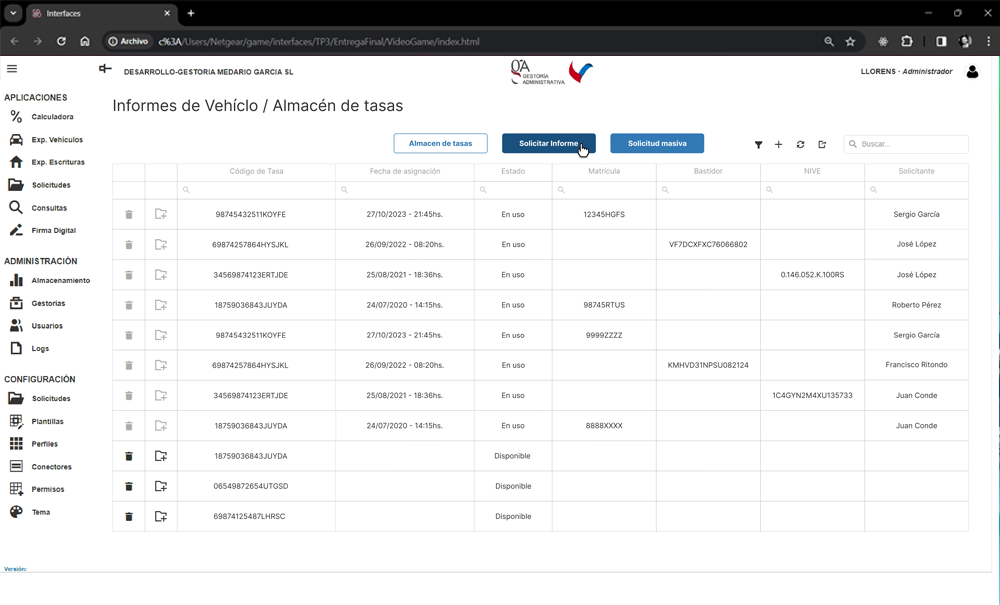 Interfaces
Archivo
c%3A/Users/Netgear/game/interfaces/TP3/EntregaFinal/VideoGame/index.html
DESARROLLO-GESTORIA MEDARIO GARCIA SL
GA GESTORÍA ADMINISTRATIVA
LLORENS - Administrador
APLICACIONES
Calculadora
Exp. Vehículos
Exp. Escrituras
Solicitudes
Consultas
Firma Digital
ADMINISTRACIÓN
Almacenamiento
Gestorías
Usuarios
Logs
CONFIGURACIÓN
Solicitudes
Plantillas
Perfiles
Conectores
Permisos
Tema
Versión:
Informes de Vehíclo / Almacén de tasas
Almacen de tasas
Solicitar Informe
Solicitud masiva
Buscar...
Código de Tasa Fecha de asignación Estado Matrícula Bastidor NIVE Solicitante
98745432511KOYFE 27/10/2023 - 21:45hs. En uso 12345HGFS Sergio García
69874257864HYSJKL 26/09/2022 - 08:20hs. En uso VF7DCXFXC76066802 José López
34569874123ERTJDE 25/08/2021 - 18:36hs. En uso 0.146.052.K.100RS José López
18759036843JUYDA 24/07/2020 - 14:15hs. En uso 98745RTUS Roberto Pérez
98745432511KOYFE 27/10/2023 - 21:45hs. En uso 9999ZZZZ Sergio García
69874257864HYSJKL 26/09/2022 - 08:20hs. En uso KMHVD31NPSU082124 Francisco Ritondo
34569874123ERTJDE 25/08/2021 - 18:36hs. En uso 1C4GYN2M4XU135733 Juan Conde
18759036843JUYDA 24/07/2020 - 14:15hs. En uso 8888XXXX Juan Conde
18759036843JUYDA Disponible
06549872654UTGSD Disponible
69874125487LHRSC Disponible